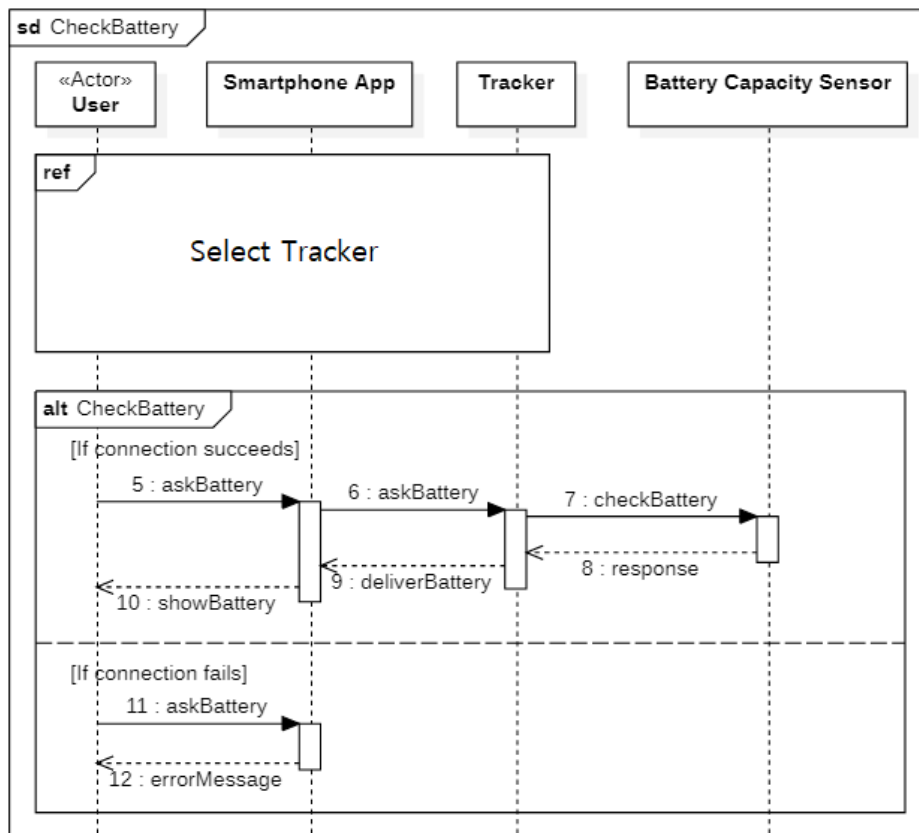 sd CheckBattery
«Actor»
User
Smartphone App
Tracker
Battery Capacity Sensor
ref
Select Tracker
alt CheckBattery
[If connection succeeds]
5 : askBattery
6 : askBattery
7 : checkBattery
8 : response
9 : deliverBattery
10 : showBattery
[If connection fails]
11 : askBattery
12 : errorMessage